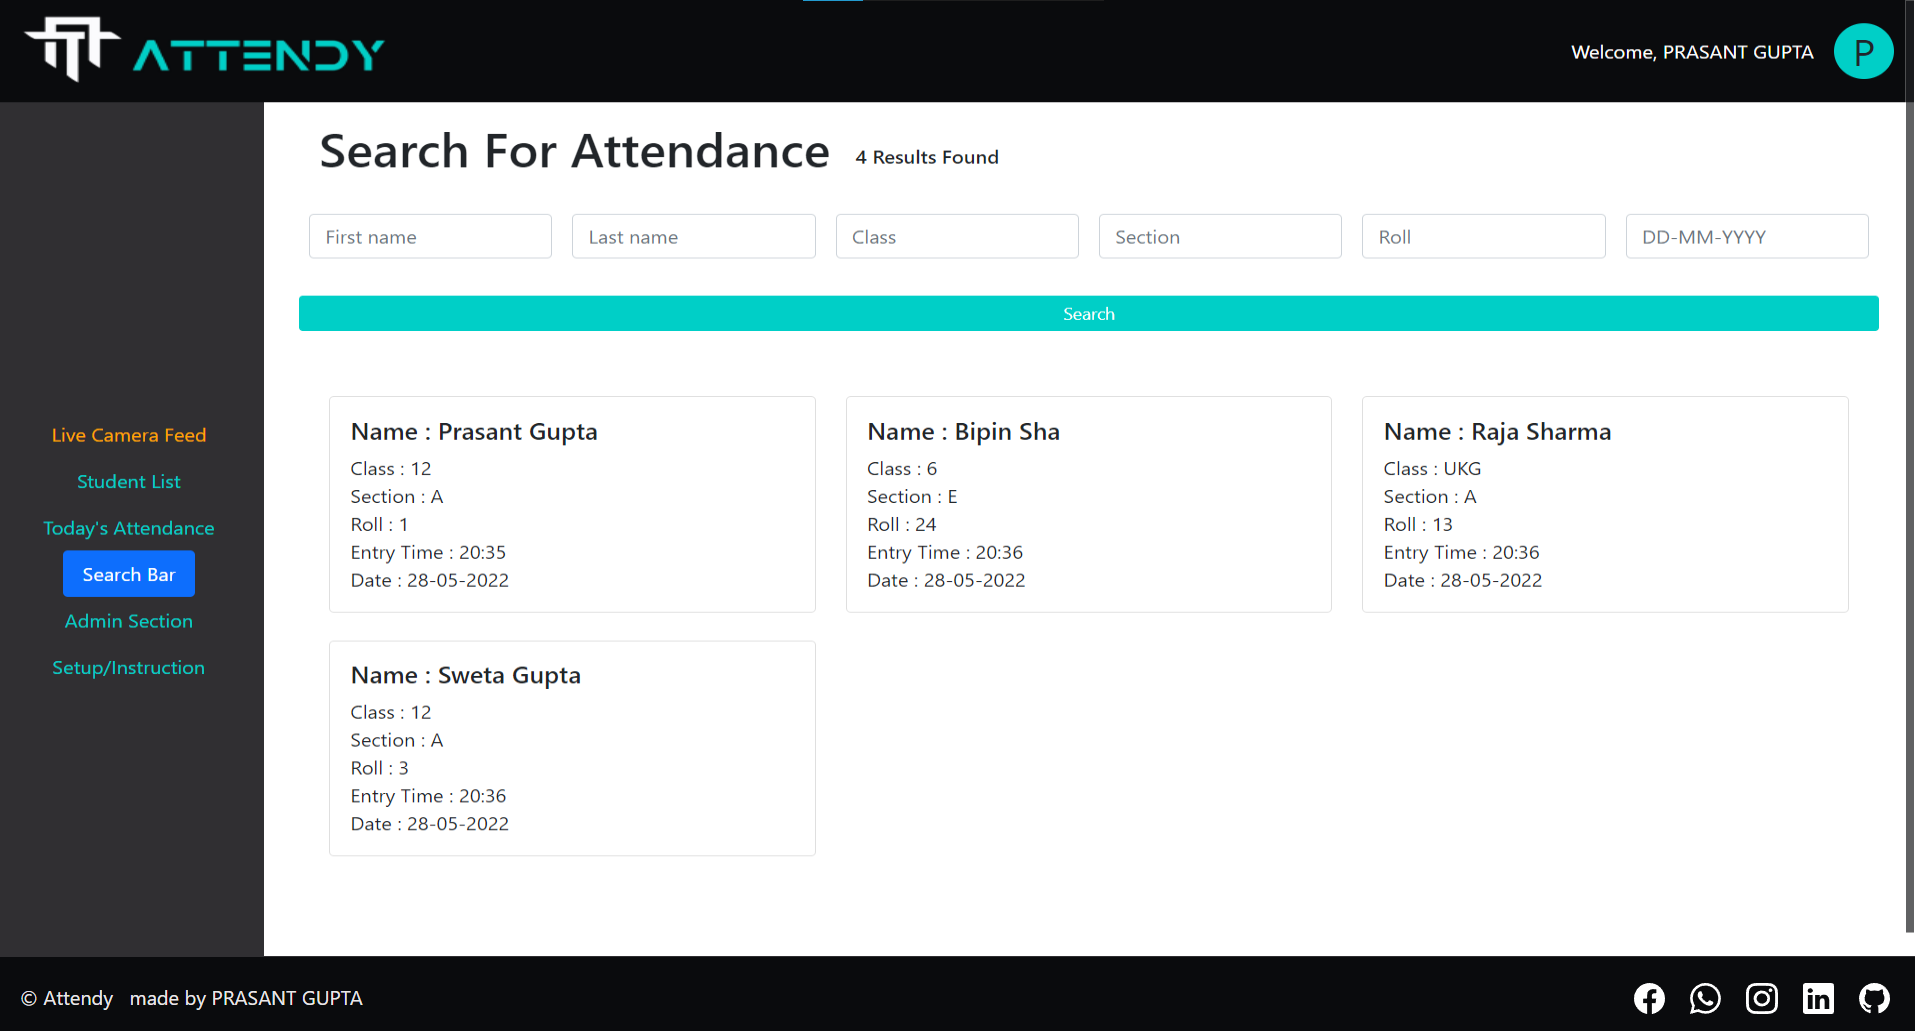 ATTENDY
Welcome, PRASANT GUPTA
P
Search For Attendance
4 Results Found
First name
Last name
Class
Section
Roll
DD-MM-YYYY
Search
Live Camera Feed
Student List
Today's Attendance
Search Bar
Admin Section
Setup/Instruction
Name : Prasant Gupta
Class : 12
Section : A
Roll : 1
Entry Time : 20:35
Date : 28-05-2022
Name : Bipin Sha
Class : 6
Section : E
Roll : 24
Entry Time : 20:36
Date : 28-05-2022
Name : Raja Sharma
Class : UKG
Section : A
Roll : 13
Entry Time : 20:36
Date : 28-05-2022
Name : Sweta Gupta
Class : 12
Section : A
Roll : 3
Entry Time : 20:36
Date : 28-05-2022
© Attendy made by PRASANT GUPTA
in